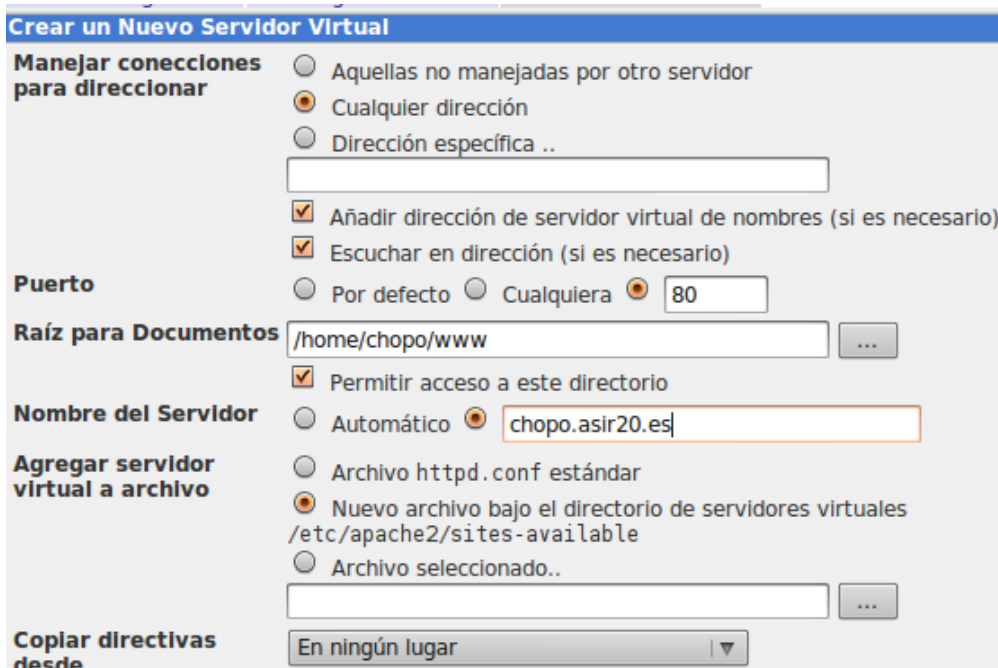 Crear un Nuevo Servidor Virtual
Manejar conecciones para direccionar
Aquellas no manejadas por otro servidor
Cualquier dirección
Dirección específica ..
Añadir dirección de servidor virtual de nombres (si es necesario)
Escuchar en dirección (si es necesario)
Puerto
Por defecto Cualquiera 80
Raíz para Documentos /home/chopo/www ...
Permitir acceso a este directorio
Nombre del Servidor
Automático chopo.asir20.es
Agregar servidor virtual a archivo
Archivo httpd.conf estándar
Nuevo archivo bajo el directorio de servidores virtuales
/etc/apache2/sites-available
Archivo seleccionado..
...
Copiar directivas desde
En ningún lugar